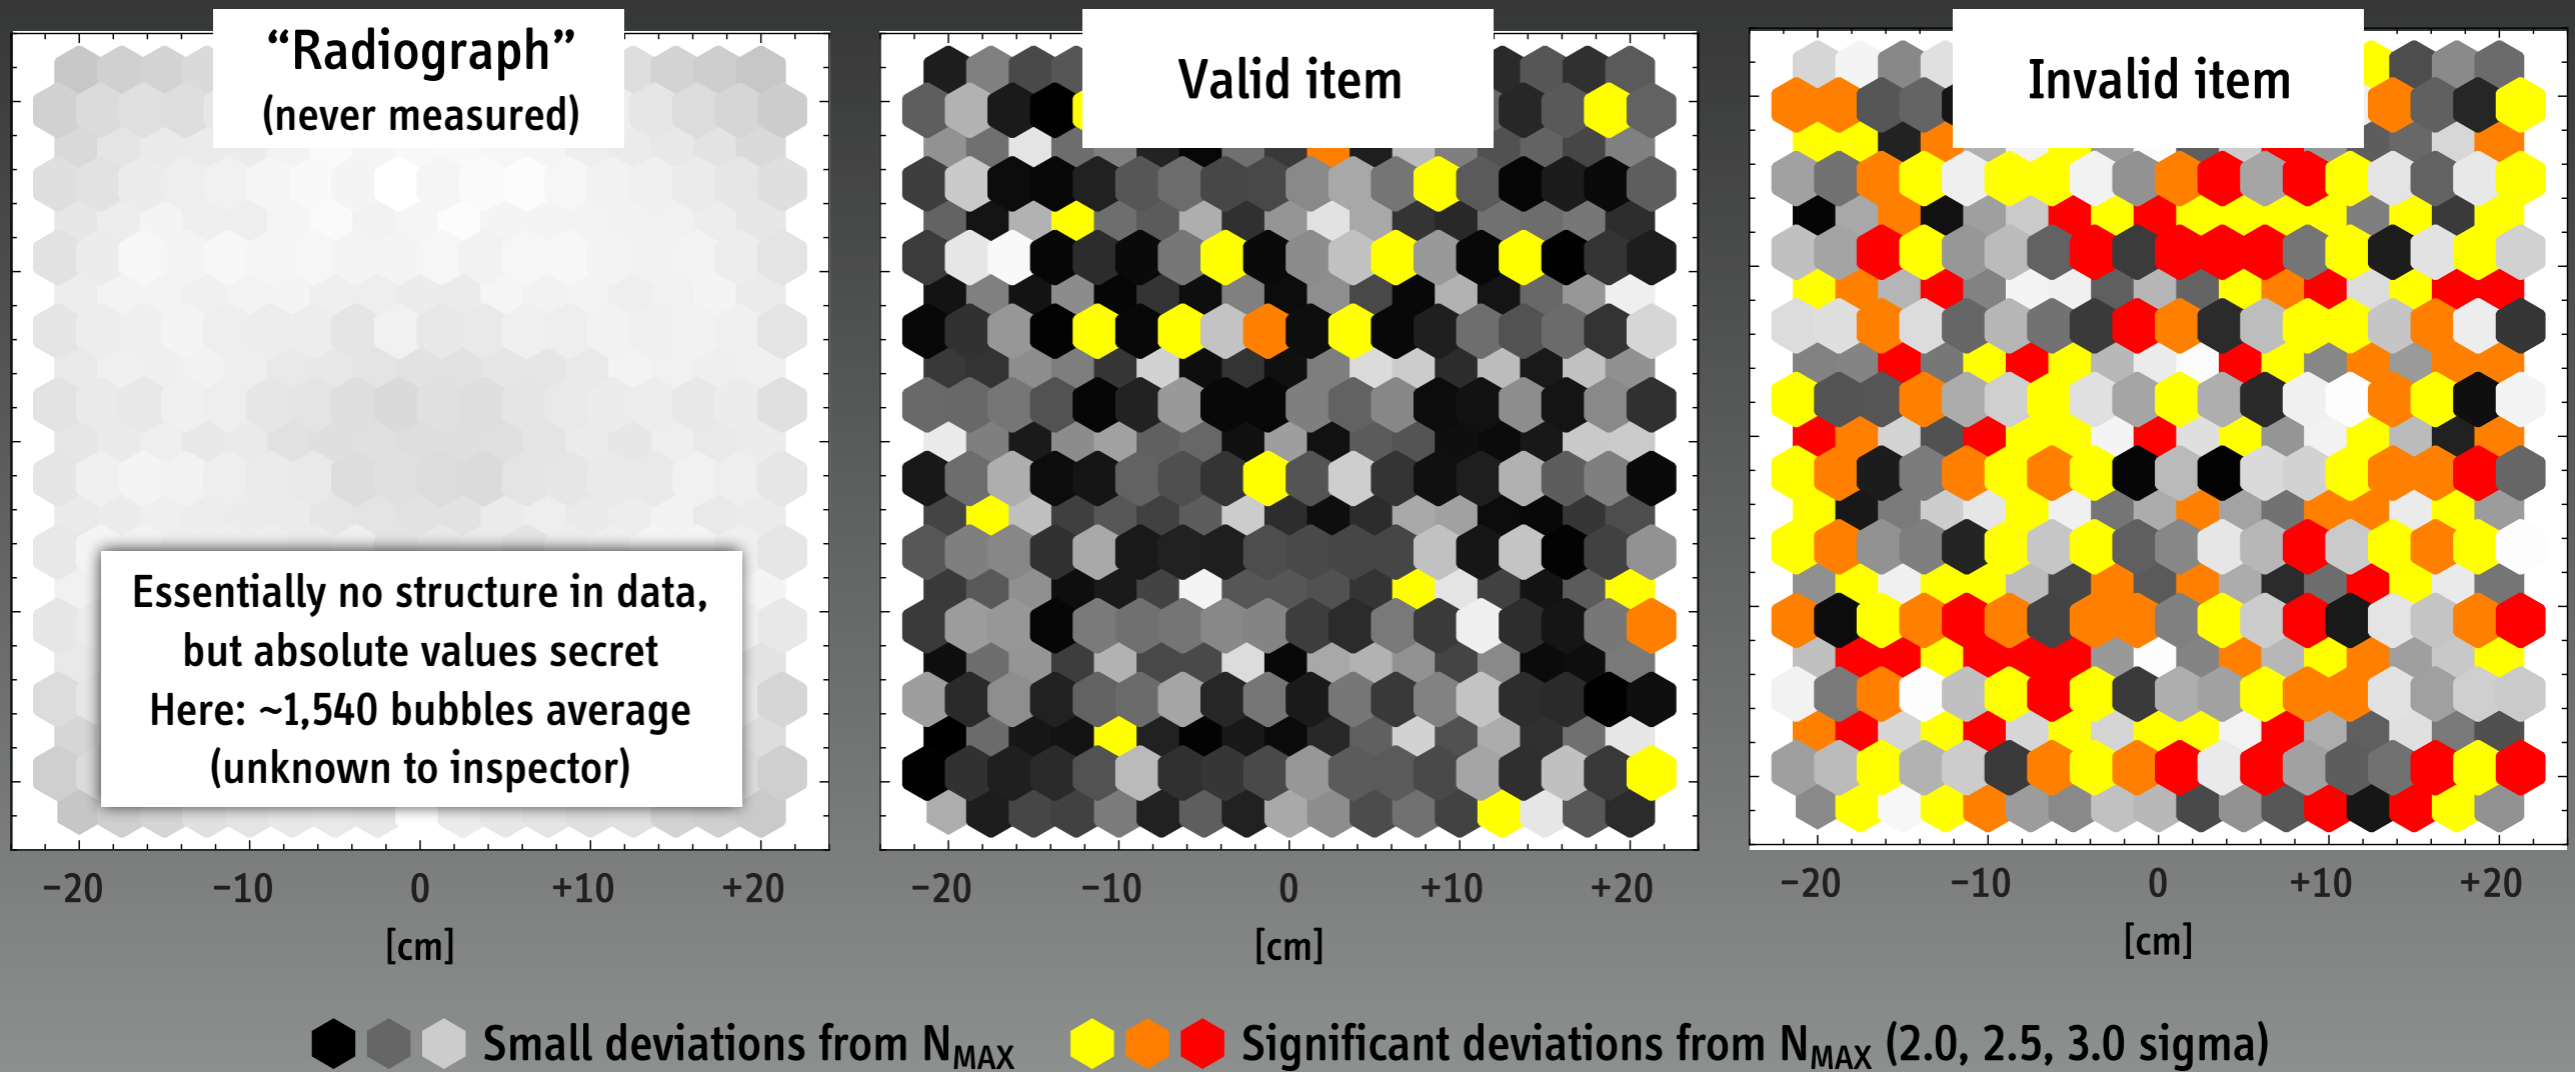 “Radiograph”
(never measured)
Valid item
Invalid item
Essentially no structure in data,
but absolute values secret
Here: ~1,540 bubbles average
(unknown to inspector)
−20 −10 0 +10 +20
[cm]
−20 −10 0 +10 +20
[cm]
−20 −10 0 +10 +20
[cm]
Small deviations from NMAX
Significant deviations from NMAX (2.0, 2.5, 3.0 sigma)